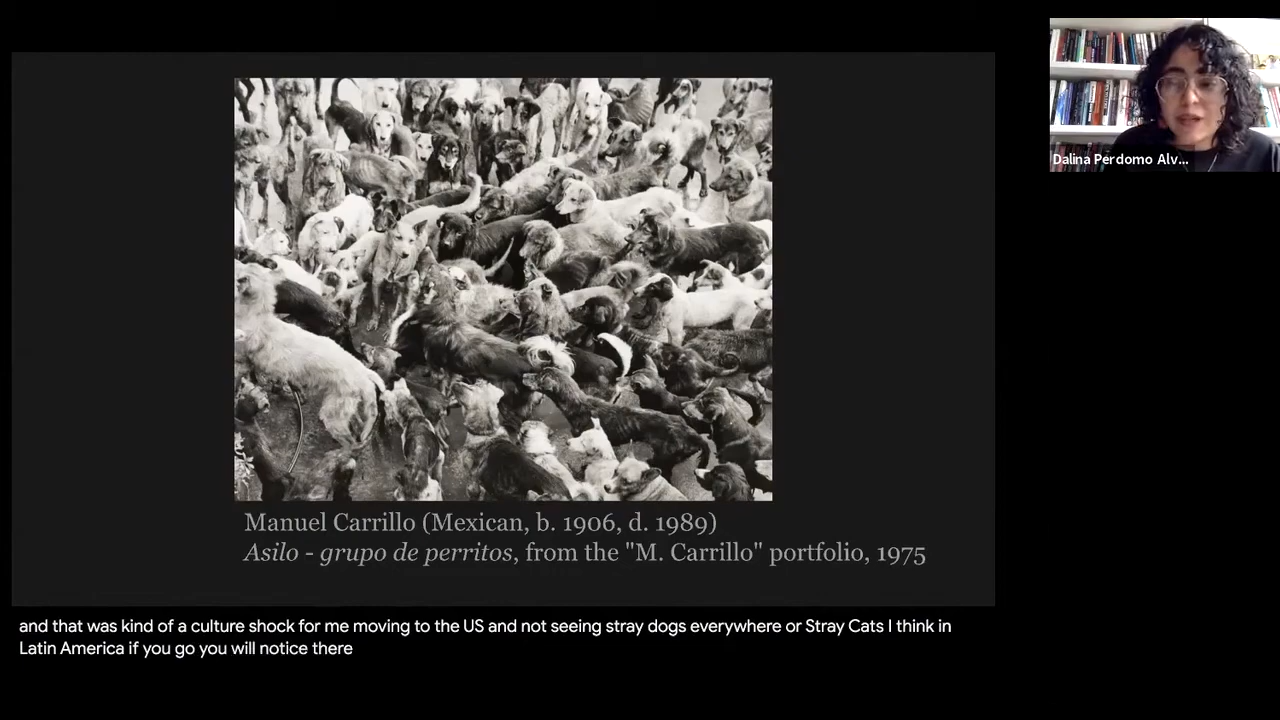 Dalina Perdomo Alv...
Manuel Carrillo (Mexican, b. 1906, d. 1989)
Asilo - grupo de perritos, from the "M. Carrillo" portfolio, 1975
and that was kind of a culture shock for me moving to the US and not seeing stray dogs everywhere or Stray Cats I think in
Latin America if you go you will notice there